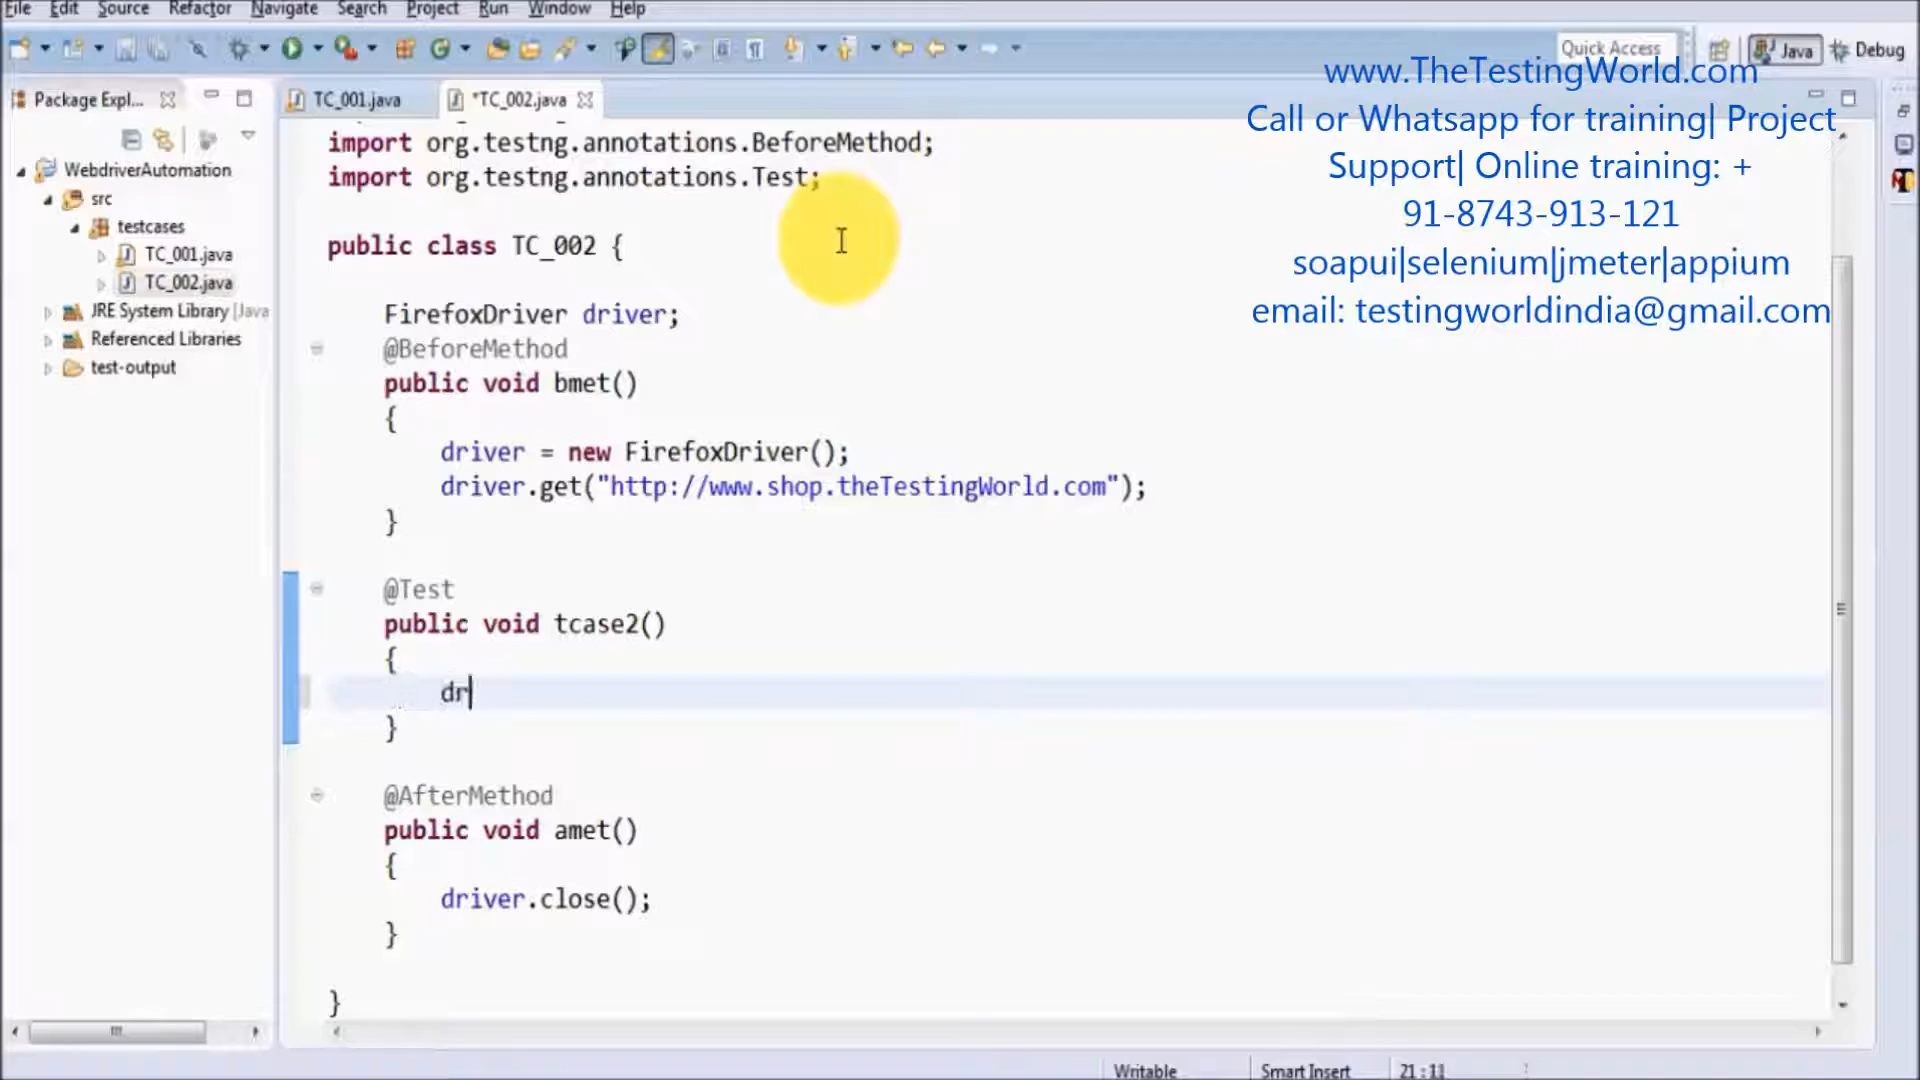 File Edit Source Refactor Navigate Search Project Run Window Help
Quick Access
Java
Debug
www.TheTestingWorld.com
Call or Whatsapp for training| Project
Support| Online training: +
91-8743-913-121
soapui|selenium|jmeter|appium
email: testingworldindia@gmail.com
Package Expl...
WebdriverAutomation
src
testcases
TC_001.java
TC_002.java
JRE System Library [Java
Referenced Libraries
test-output
TC_001.java
*TC_002.java
import org.testng.annotations.BeforeMethod;
import org.testng.annotations.Test;
public class TC_002 {
FirefoxDriver driver;
@BeforeMethod
public void bmet()
{
driver = new FirefoxDriver();
driver.get("http://www.shop.theTestingWorld.com");
}
@Test
public void tcase2()
{
dr
}
@AfterMethod
public void amet()
{
driver.close();
}
}
Writable
Smart Insert
21 : 11